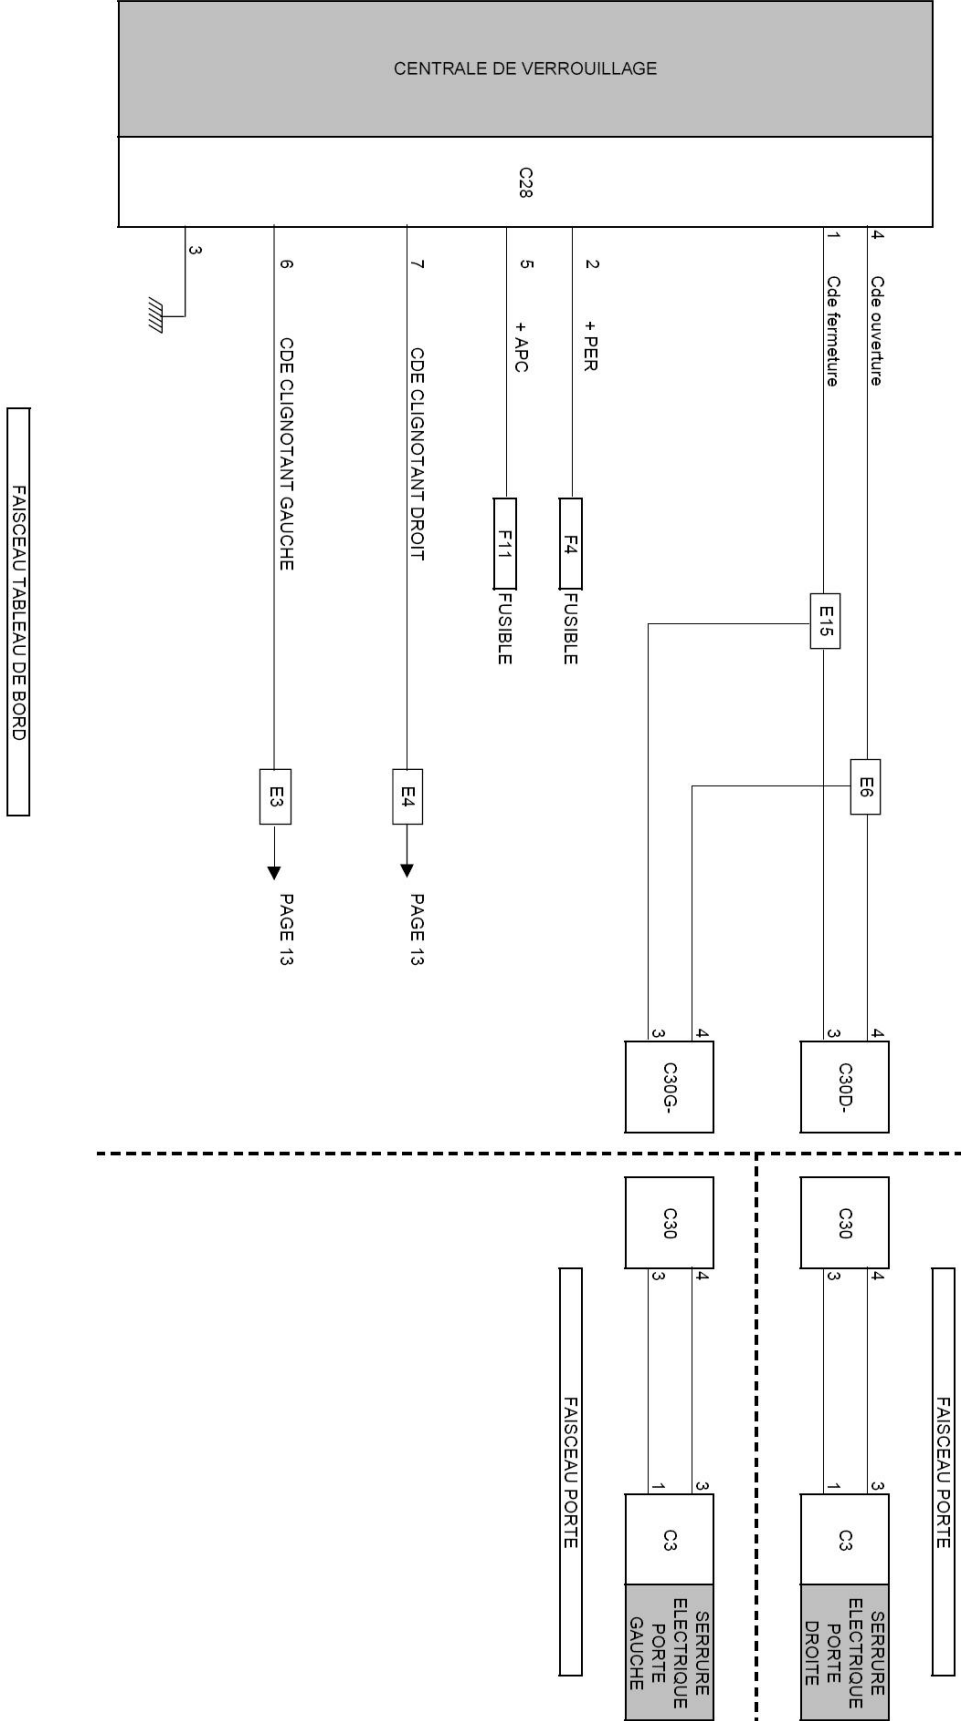 CENTRALE DE VERROUILLAGE
C28
3
6
7
5
2
1
4
CDE CLIGNOTANT GAUCHE
CDE CLIGNOTANT DROIT
+ APC
+ PER
Cde fermeture
Cde ouverture
F11
FUSIBLE
F4
FUSIBLE
E15
E6
E3
E4
PAGE 13
PAGE 13
FAISCEAU TABLEAU DE BORD
3
4
3
4
C30G-
C30D-
C30
C30
3
4
3
4
FAISCEAU PORTE
FAISCEAU PORTE
1
3
1
3
C3
C3
SERRURE
ELECTRIQUE
PORTE
GAUCHE
SERRURE
ELECTRIQUE
PORTE
DROITE